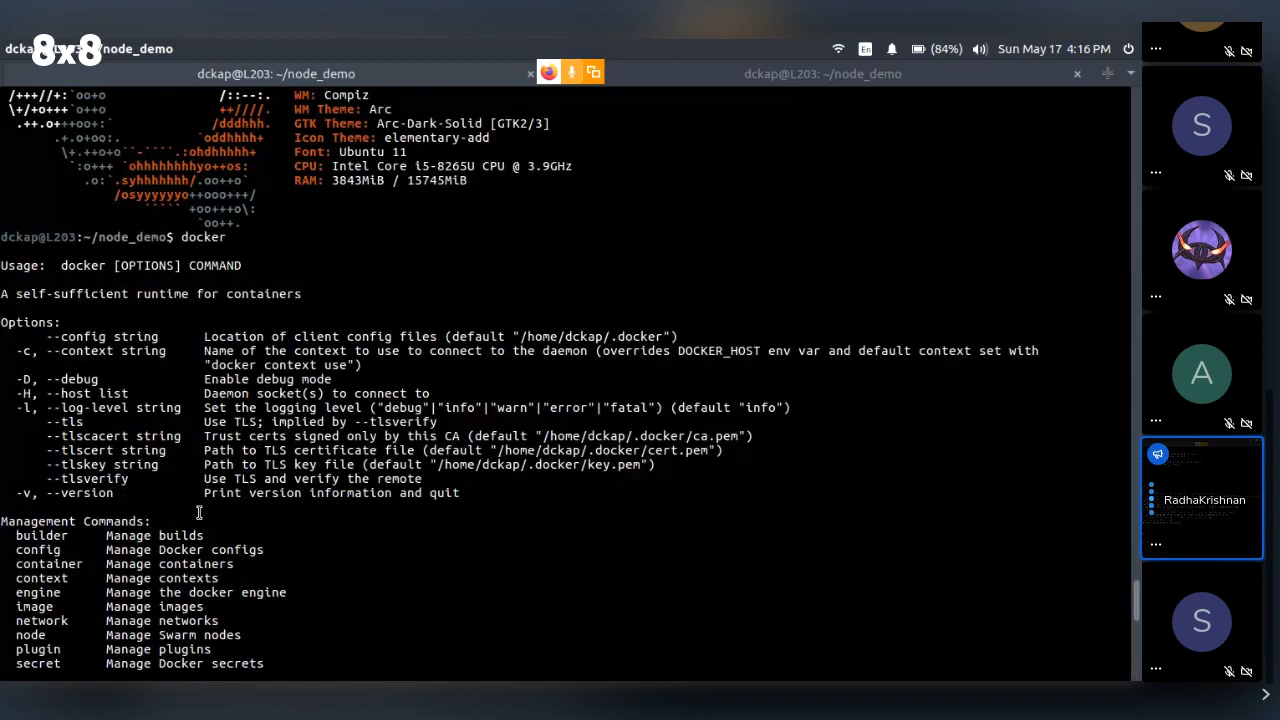 8x8
dcka /node_demo
En
(84%)
Sun May 17 4:16 PM
dckap@L203: ~/node_demo
×
dckap@L203: ~/node_demo
×
WM: Compiz
WM Theme: Arc
GTK Theme: Arc-Dark-Solid [GTK2/3]
Icon Theme: elementary-add
Font: Ubuntu 11
CPU: Intel Core i5-8265U CPU @ 3.9GHz
RAM: 3843MiB / 15745MiB
dckap@L203:~/node_demo$ docker
Usage:  docker [OPTIONS] COMMAND
A self-sufficient runtime for containers
Options:
--config string      Location of client config files (default "/home/dckap/.docker")
-c, --context string     Name of the context to use to connect to the daemon (overrides DOCKER_HOST env var and default context set with
"docker context use")
-D, --debug              Enable debug mode
-H, --host list          Daemon socket(s) to connect to
-l, --log-level string   Set the logging level ("debug"|"info"|"warn"|"error"|"fatal") (default "info")
--tls                Use TLS; implied by --tlsverify
--tlscacert string   Trust certs signed only by this CA (default "/home/dckap/.docker/ca.pem")
--tlscert string     Path to TLS certificate file (default "/home/dckap/.docker/cert.pem")
--tlskey string      Path to TLS key file (default "/home/dckap/.docker/key.pem")
--tlsverify          Use TLS and verify the remote
-v, --version            Print version information and quit
Management Commands:
builder     Manage builds
config      Manage Docker configs
container   Manage containers
context     Manage contexts
engine      Manage the docker engine
image       Manage images
network     Manage networks
node        Manage Swarm nodes
plugin      Manage plugins
secret      Manage Docker secrets
S
A
RadhaKrishnan
S